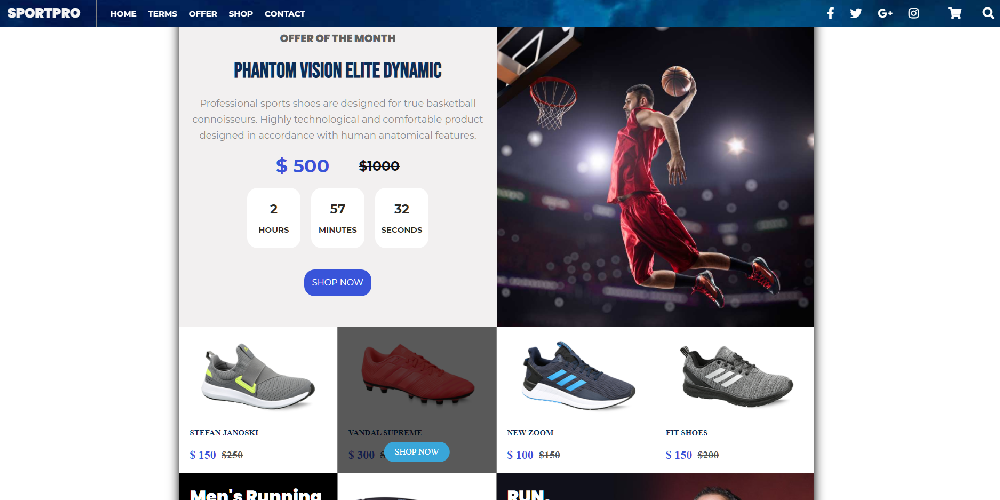 SPORTPRO
HOME TERMS OFFER SHOP CONTACT
OFFER OF THE MONTH
PHANTOM VISION ELITE DYNAMIC
Professional sports shoes are designed for true basketball
connoisseurs. Highly technological and comfortable product
designed in accordance with human anatomical features.
$ 500 $1000
2 57 32
HOURS MINUTES SECONDS
SHOP NOW
STEFAN JANOSKI
$ 150 $250
VANDAL SUPREME
$ 300
SHOP NOW
NEW ZOOM
$ 100 $150
FIT SHOES
$ 150 $200
Men's Running
RUN.